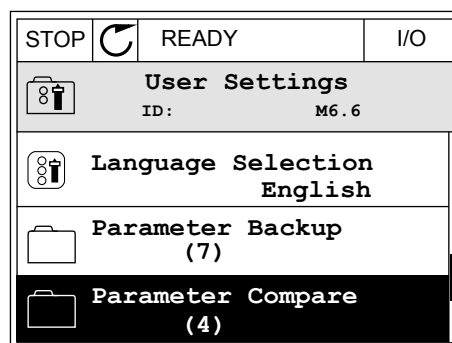 STOP READY I/O
User Settings
ID: M6.6
Language Selection
English
Parameter Backup
(7)
Parameter Compare
(4)